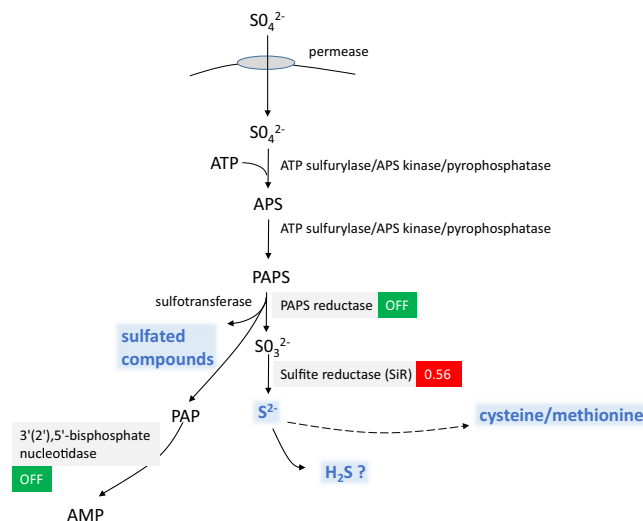 S0₄²⁻
permease
S0₄²⁻
ATP
ATP sulfurylase/APS kinase/pyrophosphatase
APS
ATP sulfurylase/APS kinase/pyrophosphatase
PAPS
sulfotransferase
PAPS reductase OFF
sulfated
compounds
S0₃²⁻
Sulfite reductase (SiR) 0.56
PAP
S²⁻
cysteine/methionine
3'(2'),5'-bisphosphate
nucleotidase
OFF
H₂S ?
AMP